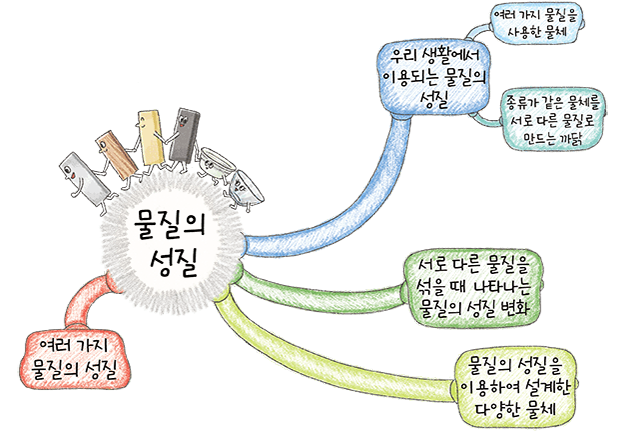 여러 가지 물질을
사용한 물체
우리 생활에서
이용되는 물질의
성질
종류가 같은 물체를
서로 다른 물질로
만드는 까닭
물질의
성질
서로 다른 물질을
섞을 때 나타나는
물질의 성질 변화
여러 가지
물질의 성질
물질의 성질을
이용하여 설계한
다양한 물체